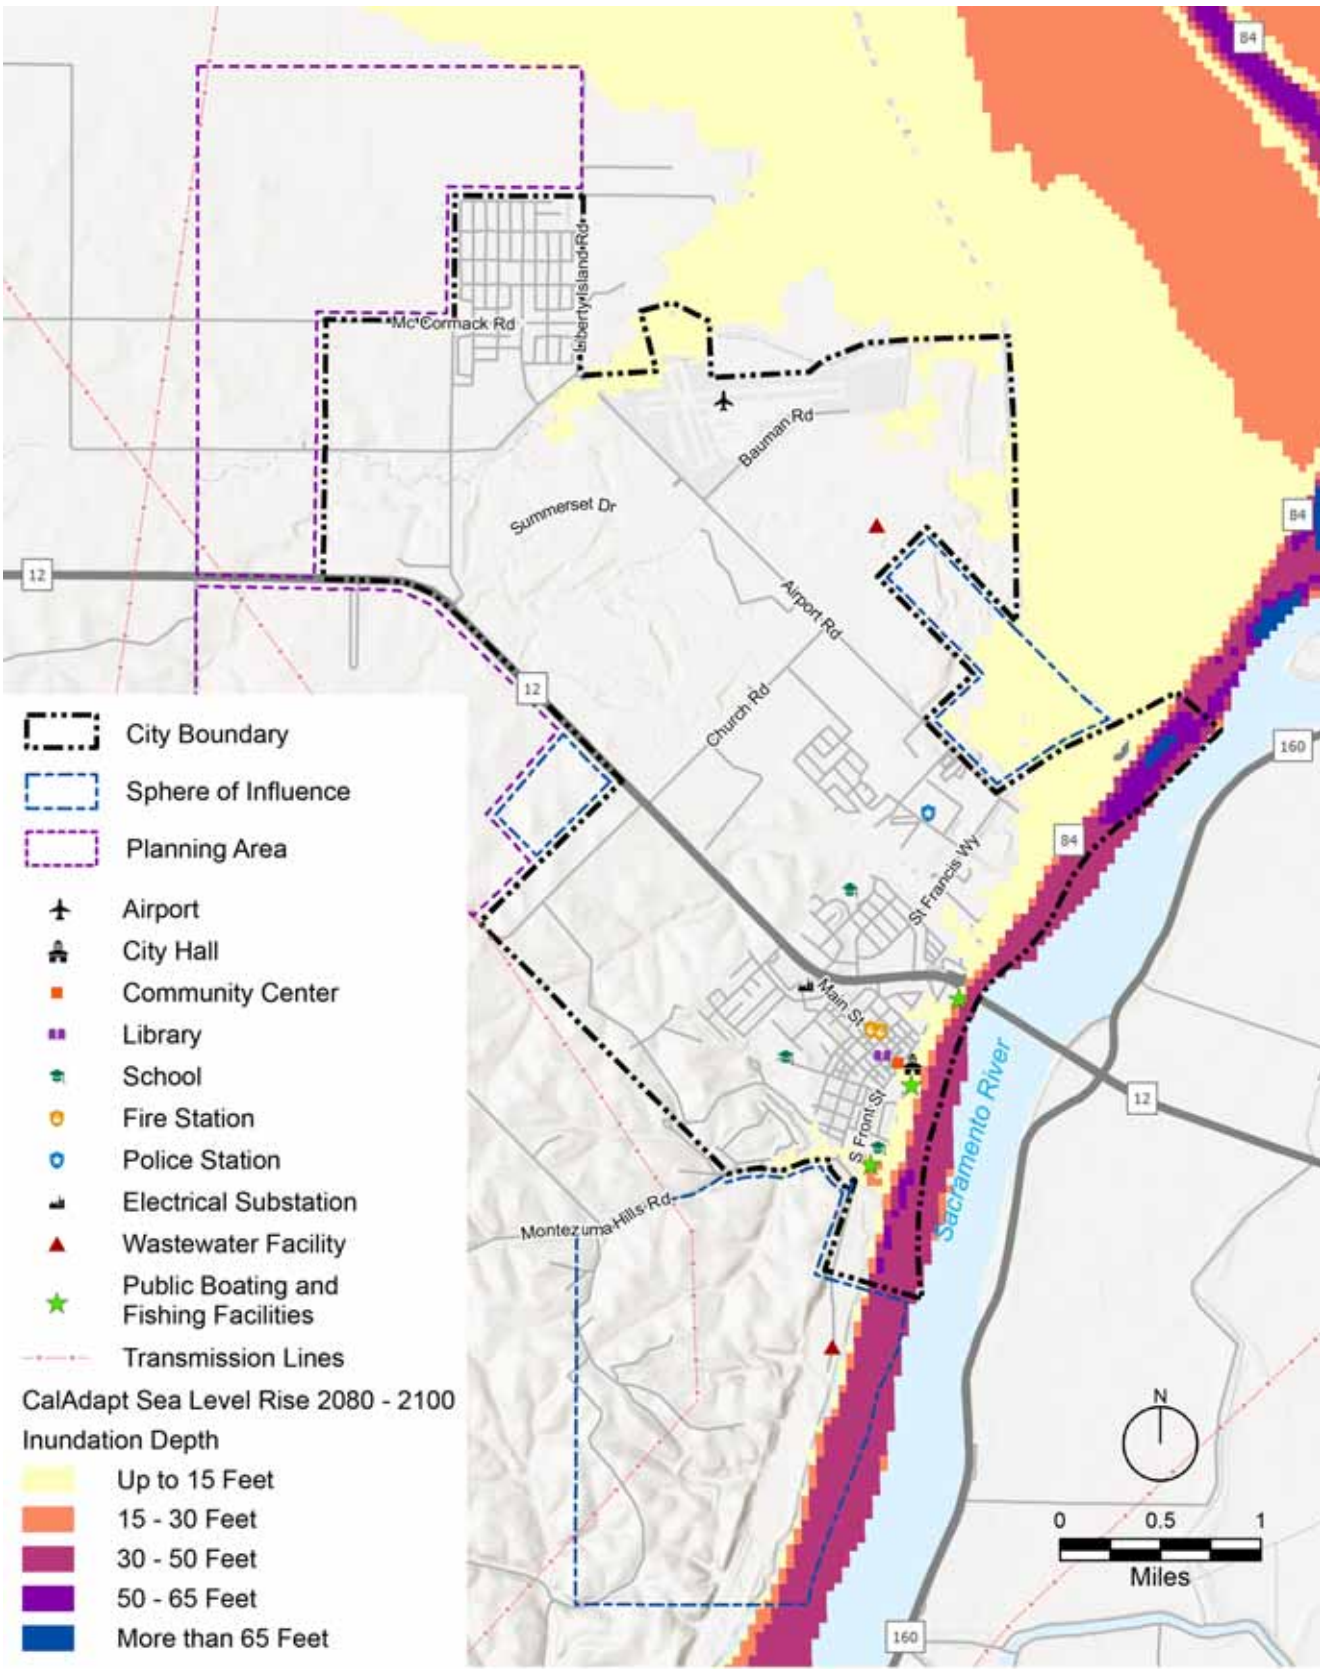 84
Mc Cormack Rd
Liberty Island Rd
Bauman Rd
Summerset Dr
84
12
Airport Rd
12
Church Rd
160
84
St Francis Wy
Main St
12
S Front St
Sacramento River
Montezuma Hills Rd
City Boundary
Sphere of Influence
Planning Area
Airport
City Hall
Community Center
Library
School
Fire Station
Police Station
Electrical Substation
Wastewater Facility
Public Boating and
Fishing Facilities
Transmission Lines
CalAdapt Sea Level Rise 2080 - 2100
Inundation Depth
Up to 15 Feet
15 - 30 Feet
30 - 50 Feet
50 - 65 Feet
More than 65 Feet
N
0 0.5 1
Miles
160